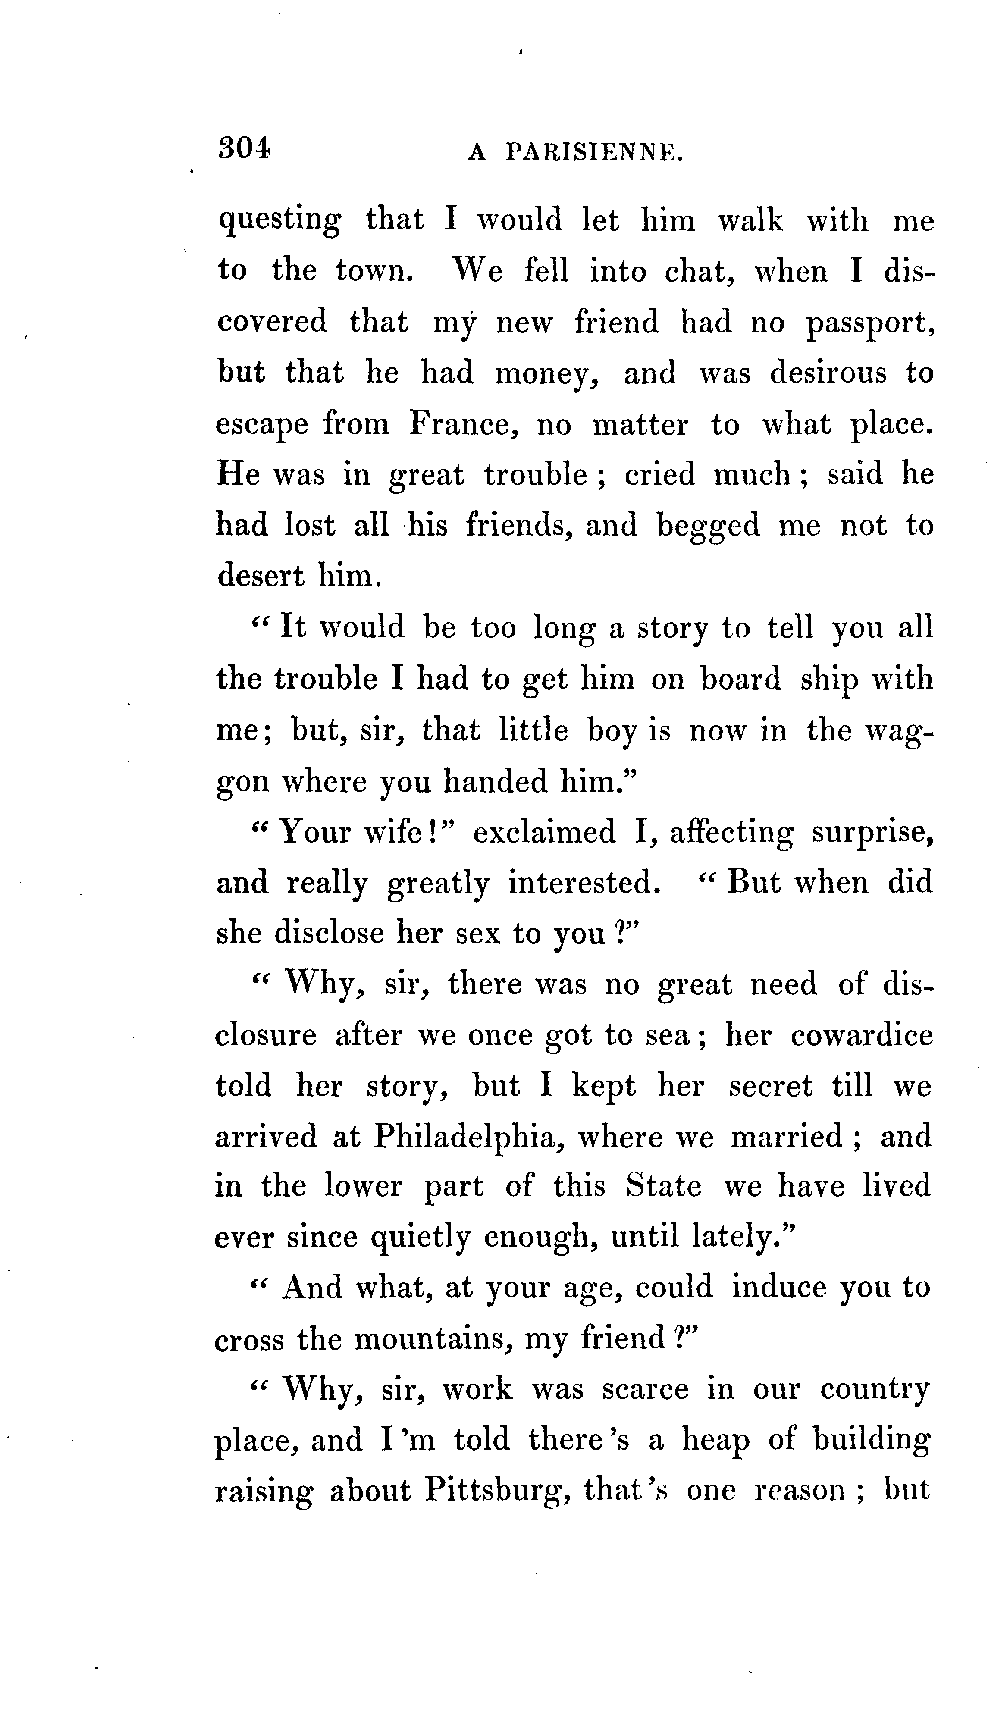 304 A PARISIENNE.
questing that I would let him walk with me
to the town. We fell into chat, when I dis-
covered that my new friend had no passport,
but that he had money, and was desirous to
escape from France, no matter to what place.
He was in great trouble ; cried much ; said he
had lost all his friends, and begged me not to
desert him.
“ It would be too long a story to tell you all
the trouble I had to get him on board ship with
me; but, sir, that little boy is now in the wag-
gon where you handed him.”
“ Your wife!” exclaimed I, affecting surprise,
and really greatly interested. “ But when did
she disclose her sex to you ?”
“ Why, sir, there was no great need of dis-
closure after we once got to sea ; her cowardice
told her story, but I kept her secret till we
arrived at Philadelphia, where we married ; and
in the lower part of this State we have lived
ever since quietly enough, until lately.”
“ And what, at your age, could induce you to
cross the mountains, my friend ?”
“ Why, sir, work was scarce in our country
place, and I ’m told there ’s a heap of building
raising about Pittsburg, that ’s one reason ; but